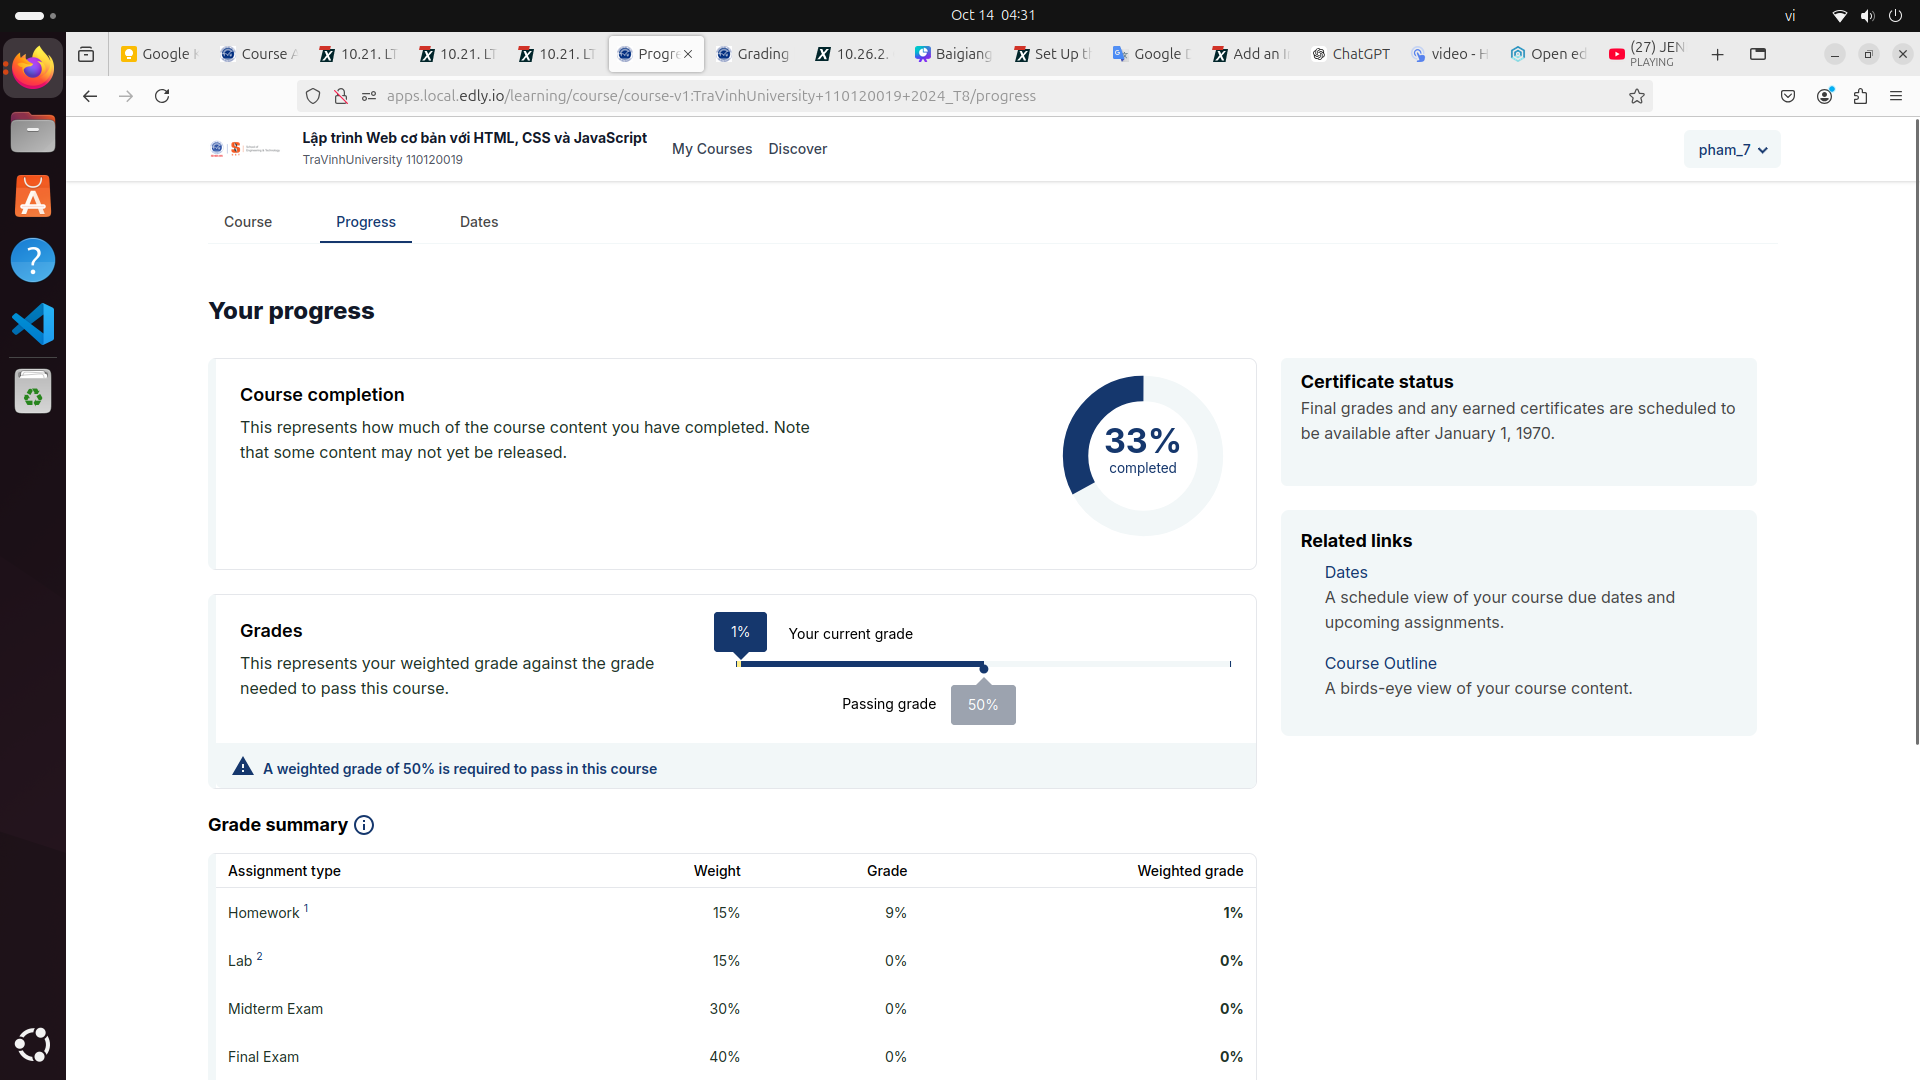 Oct 14 04:31
vi
Google K
Course A
10.21. LT
10.21. LT
10.21. LT
Progre
Grading
10.26.2.
Baigiang
Set Up th
Google D
Add an I
ChatGPT
video - H
Open ed
(27) JEN
PLAYING
apps.local.edly.io/learning/course/course-v1:TraVinhUniversity+110120019+2024_T8/progress
Lập trình Web cơ bản với HTML, CSS và JavaScript
TraVinhUniversity 110120019
My Courses
Discover
pham_7
Course
Progress
Dates
Your progress
Course completion
This represents how much of the course content you have completed. Note
that some content may not yet be released.
33%
completed
Certificate status
Final grades and any earned certificates are scheduled to
be available after January 1, 1970.
Related links
Dates
A schedule view of your course due dates and
upcoming assignments.
Course Outline
A birds-eye view of your course content.
Grades
This represents your weighted grade against the grade
needed to pass this course.
1%
Your current grade
Passing grade
50%
A weighted grade of 50% is required to pass in this course
Grade summary
Assignment type Weight Grade Weighted grade
Homework 1 15% 9% 1%
Lab 2 15% 0% 0%
Midterm Exam 30% 0% 0%
Final Exam 40% 0% 0%